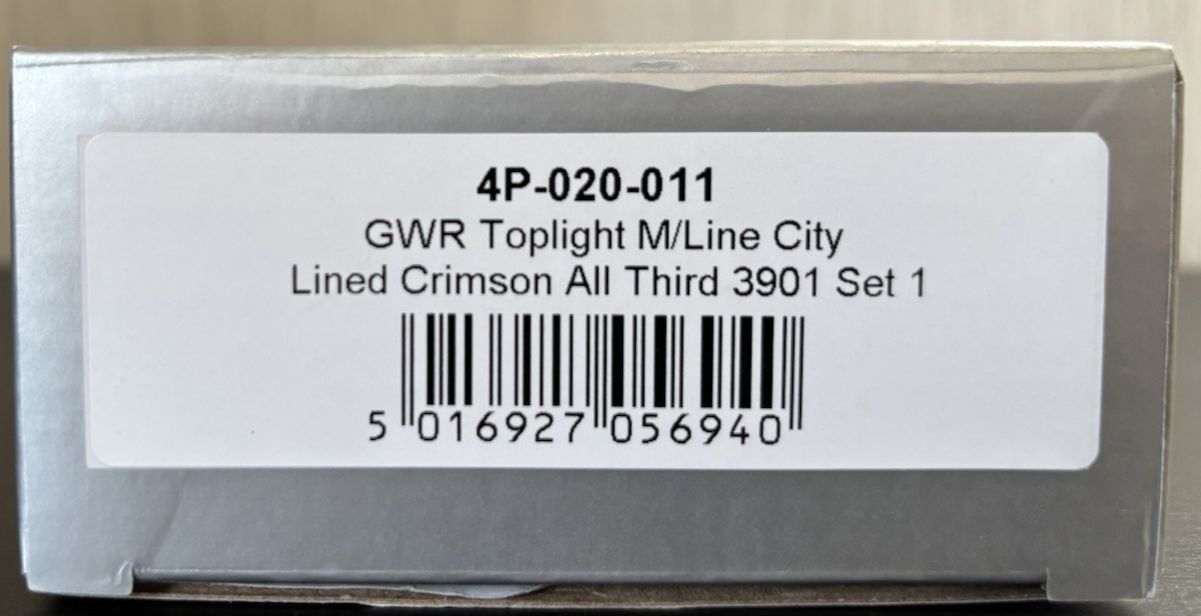 4P-020-011
GWR Toplight M/Line City
Lined Crimson All Third 3901 Set 1
5 016927 056940